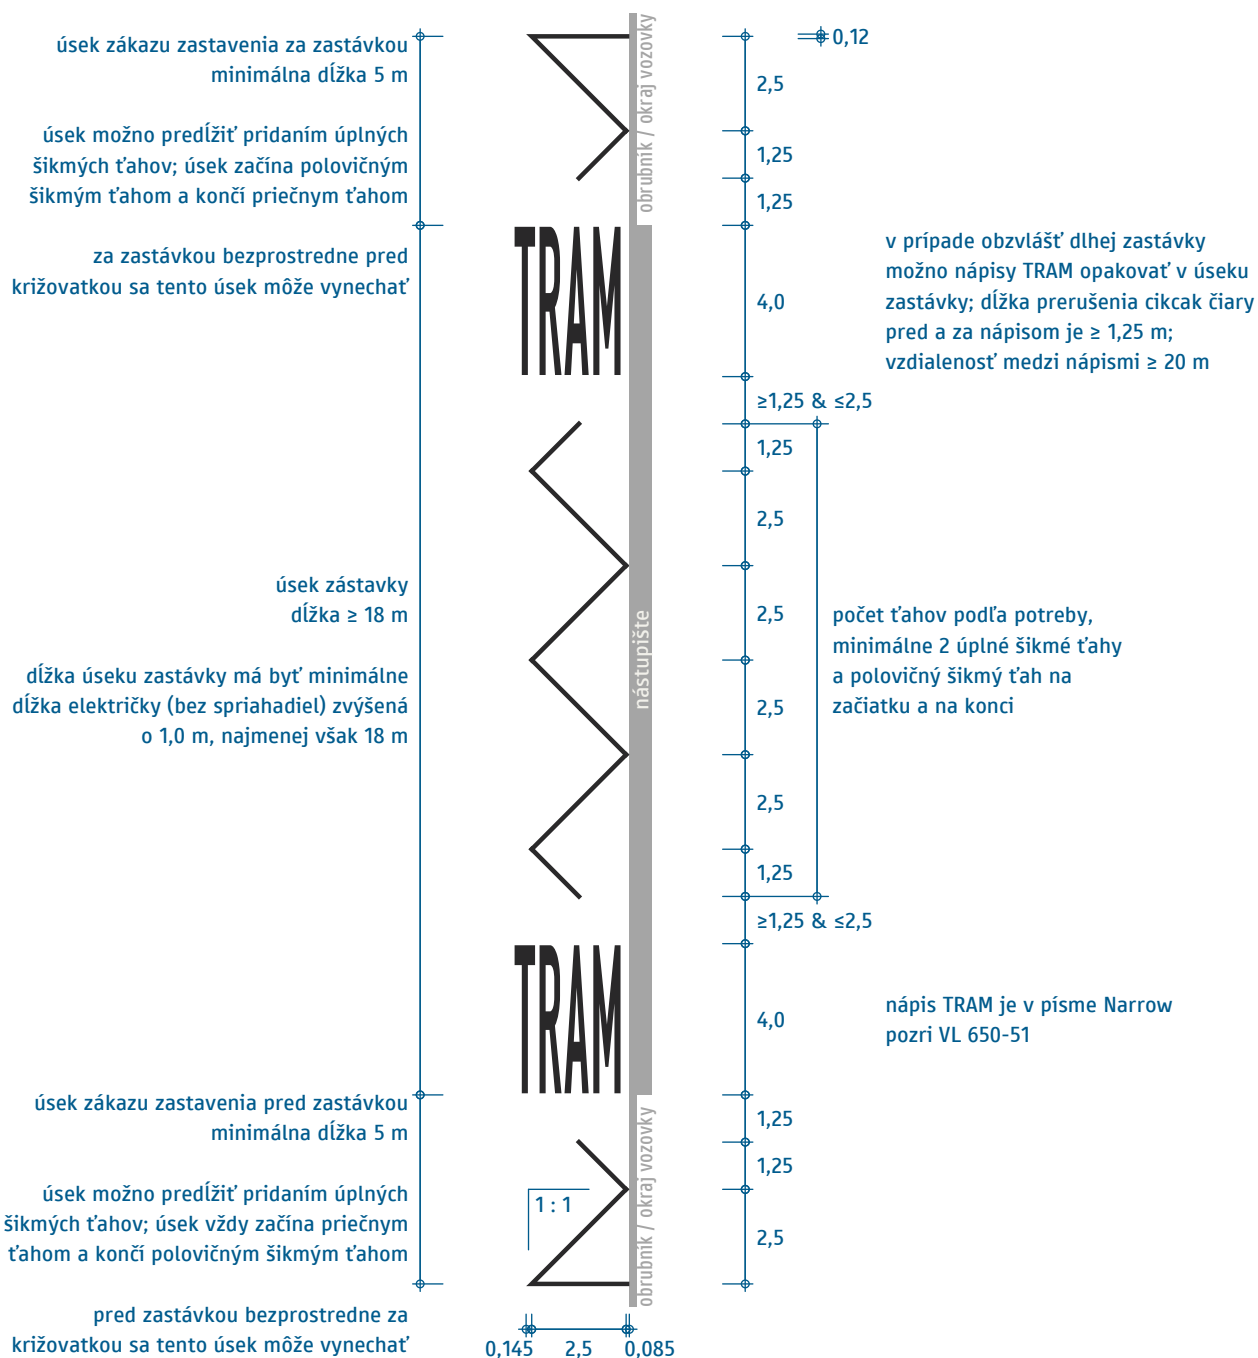 úsek zákazu zastavenia za zastávkou
minimálna dĺžka 5 m
úsek možno predĺžiť pridaním úplných
šikmých ťahov; úsek začína polovičným
šikmým ťahom a končí priečnym ťahom
za zastávkou bezprostredne pred
križovatkou sa tento úsek môže vynechať
úsek zástavky
dĺžka ≥ 18 m
dĺžka úseku zastávky má byť minimálne
dĺžka električky (bez spriahadiel) zvýšená
o 1,0 m, najmenej však 18 m
úsek zákazu zastavenia pred zastávkou
minimálna dĺžka 5 m
úsek možno predĺžiť pridaním úplných
šikmých ťahov; úsek vždy začína priečnym
ťahom a končí polovičným šikmým ťahom
pred zastávkou bezprostredne za
križovatkou sa tento úsek môže vynechať
TRAM
TRAM
1 : 1
0,145 2,5 0,085
obrubník / okraj vozovky
nástupište
obrubník / okraj vozovky
0,12
2,5
1,25
1,25
4,0
≥1,25 & ≤2,5
1,25
2,5
2,5
2,5
2,5
1,25
≥1,25 & ≤2,5
4,0
1,25
1,25
2,5
v prípade obzvlášť dlhej zastávky
možno nápisy TRAM opakovať v úseku
zastávky; dĺžka prerušenia cikcak čiary
pred a za nápisom je ≥ 1,25 m;
vzdialenosť medzi nápismi ≥ 20 m
počet ťahov podľa potreby,
minimálne 2 úplné šikmé ťahy
a polovičný šikmý ťah na
začiatku a na konci
nápis TRAM je v písme Narrow
pozri VL 650-51